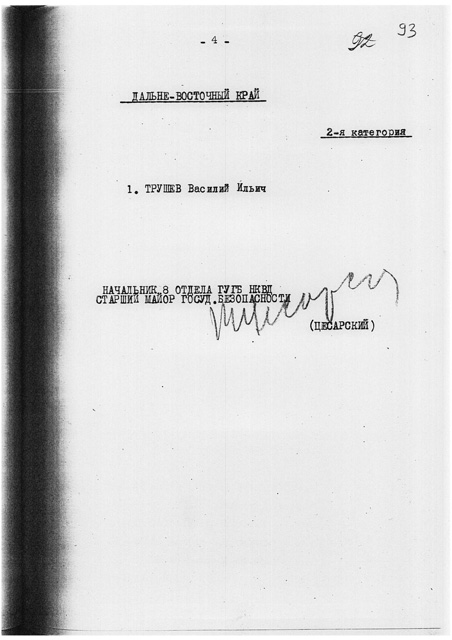 - 4 -
92 93
ДАЛЬНЕ-ВОСТОЧНЫЙ КРАЙ
2-я категория
1. ТРУШЕВ Василий Ильич
НАЧАЛЬНИК 8 ОТДЕЛА ГУГБ НКВД
СТАРШИЙ МАЙОР ГОСУД.БЕЗОПАСНОСТИ
(ЦЕСАРСКИЙ)